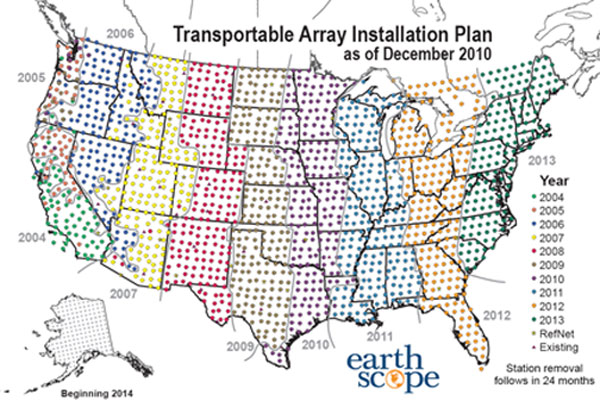 Transportable Array Installation Plan
as of December 2010
2006
2005
2013
Year
2004
2005
2006
2007
2008
2009
2010
2011
2012
2013
RefNet
Existing
2004
2007
2009
2010
2011
2012
earth
scope
Station removal
follows in 24 months
Beginning 2014